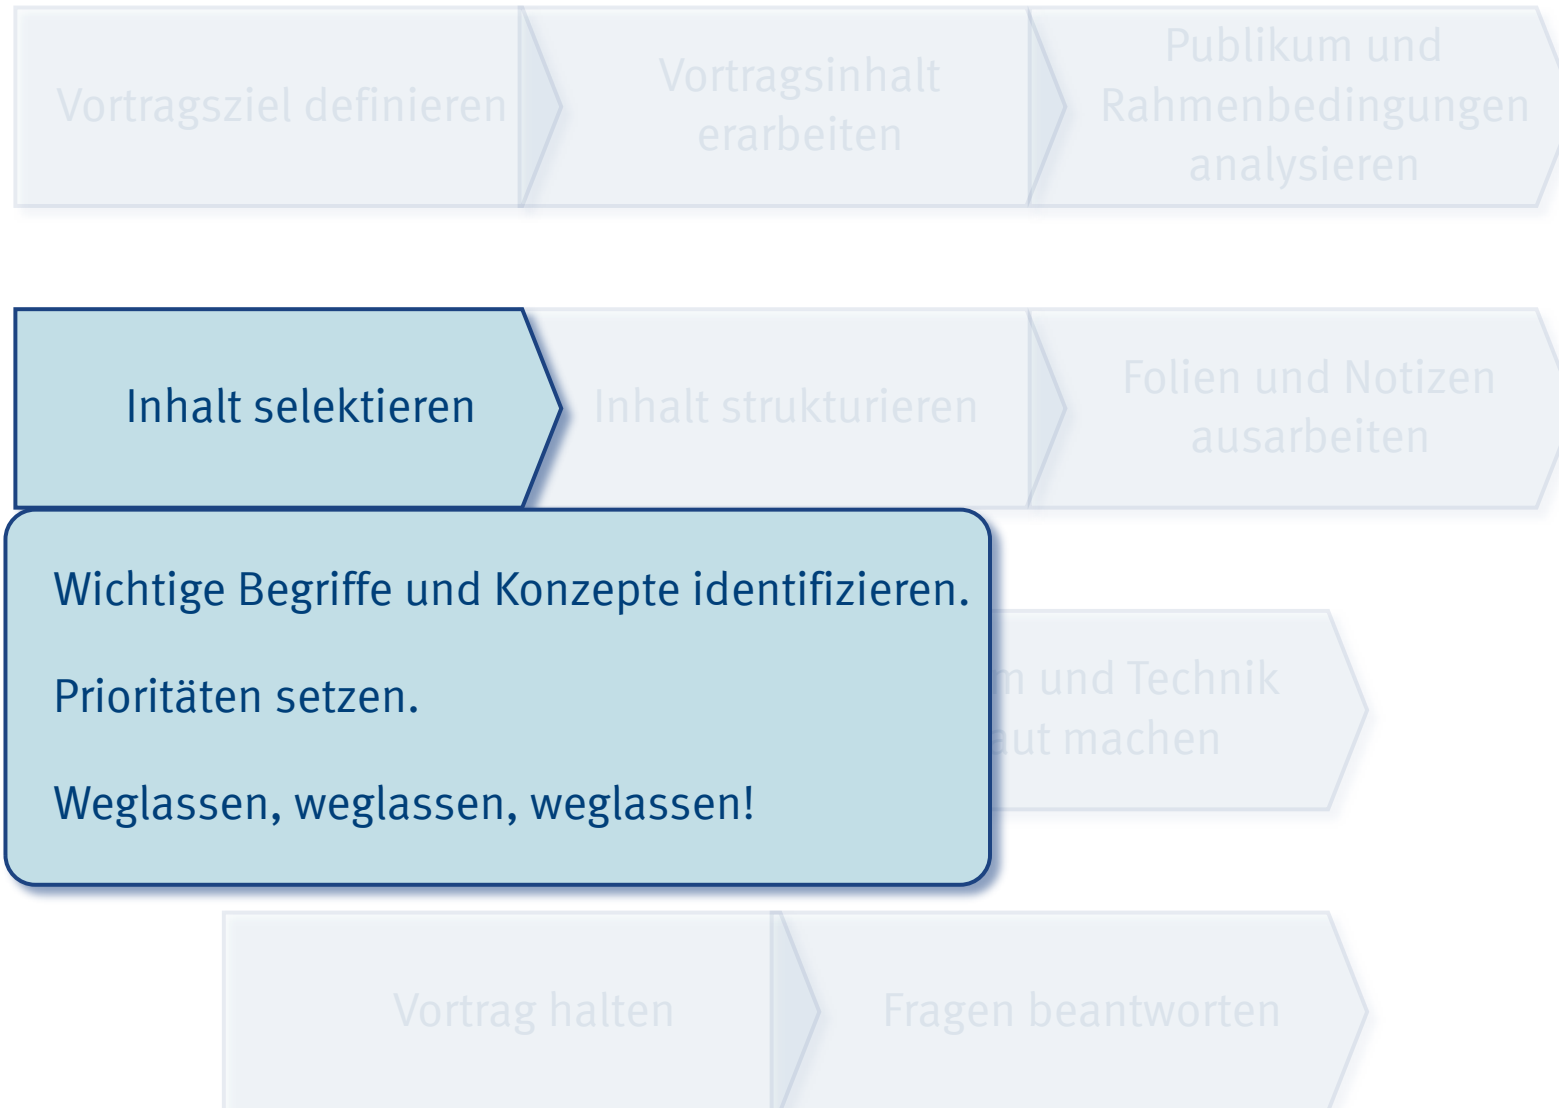 Vortragsziel definieren
Vortragsinhalt
erarbeiten
Publikum und
Rahmenbedingungen
analysieren
Inhalt selektieren
Inhalt strukturieren
Folien und Notizen
ausarbeiten
Wichtige Begriffe und Konzepte identifizieren.
Prioritäten setzen.
Weglassen, weglassen, weglassen!
und Technik
machen
Vortrag halten
Fragen beantworten